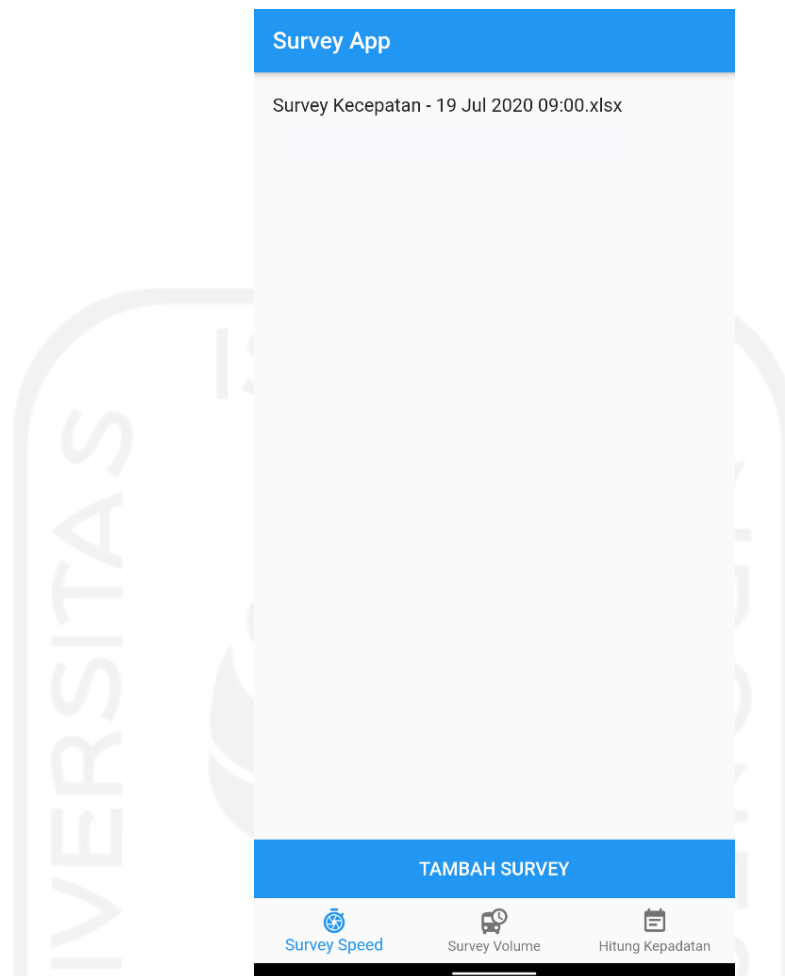 Survey App
Survey Kecepatan - 19 Jul 2020 09:00.xlsx
TAMBAH SURVEY
Survey Speed
Survey Volume
Hitung Kepadatan